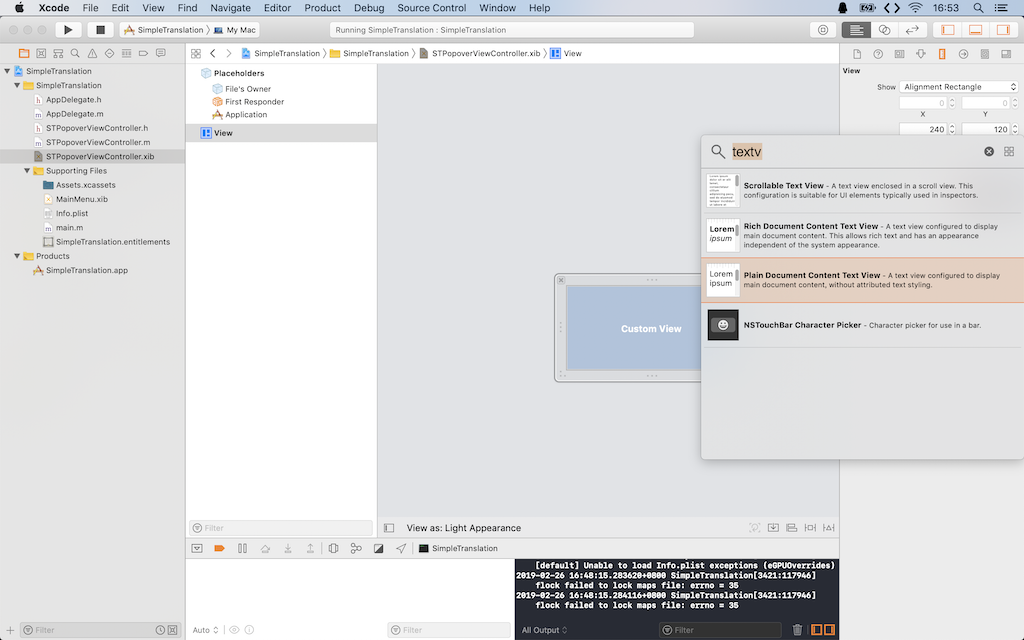 Xcode File Edit View Find Navigate Editor Product Debug Source Control Window Help 16:53
SimpleTranslation My Mac
Running SimpleTranslation : SimpleTranslation
SimpleTranslation SimpleTranslation STPopoverViewController.xib View
SimpleTranslation
SimpleTranslation
AppDelegate.h
AppDelegate.m
STPopoverViewController.h
STPopoverViewController.m
STPopoverViewController.xib
Supporting Files
Assets.xcassets
MainMenu.xib
Info.plist
main.m
SimpleTranslation.entitlements
Products
SimpleTranslation.app
Filter
Placeholders
File's Owner
First Responder
Application
View
Filter
Custom View
View as: Light Appearance
View
Show Alignment Rectangle
0 0
X Y
240 120
textv
Scrollable Text View - A text view enclosed in a scroll view. This
configuration is suitable for UI elements typically used in inspectors.
Lorem
ipsum
Rich Document Content Text View - A text view configured to display
main document content. This allows rich text and has an appearance
independent of the system appearance.
Lorem
ipsum
Plain Document Content Text View - A text view configured to display
main document content, without attributed text styling.
NSTouchBar Character Picker - Character picker for use in a bar.
SimpleTranslation
Auto
Filter
[default] Unable to load Info.plist exceptions (eGPUOverrides)
2019-02-26 16:48:15.283620+0800 SimpleTranslation[3421:117946]
flock failed to lock maps file: errno = 35
2019-02-26 16:48:15.284116+0800 SimpleTranslation[3421:117946]
flock failed to lock maps file: errno = 35
All Output
Filter